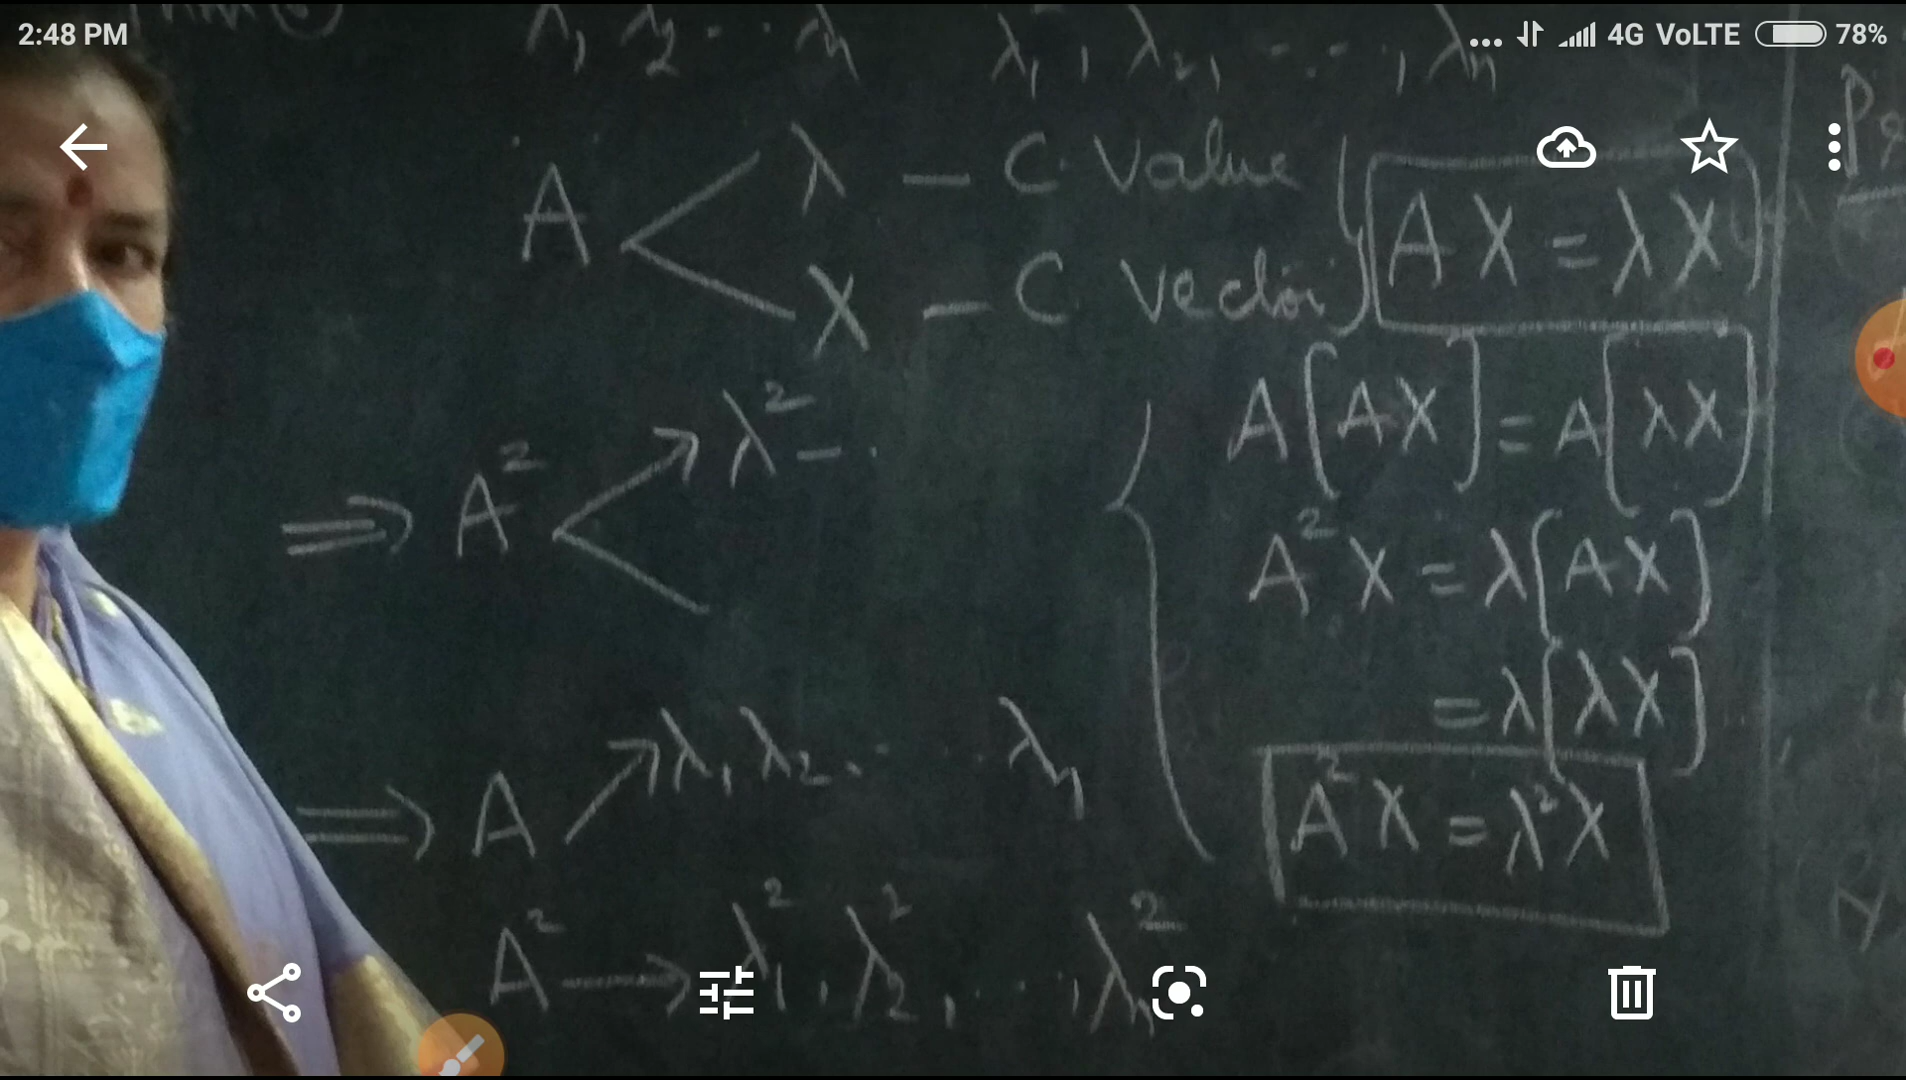 2:48 PM
4G VoLTE 78%
λ₁, λ₂, - - -, λₙ
A
λ — C. Value
X — C. Vector
AX = λX
A[AX] = A[λX]
A²X = λ[AX]
= λ[λX]
A²X = λ²X
⇒ A²
λ² -
⇒ A → λ₁, λ₂, . . . λₙ
A² → λ₁², λ₂², . . . , λₙ²